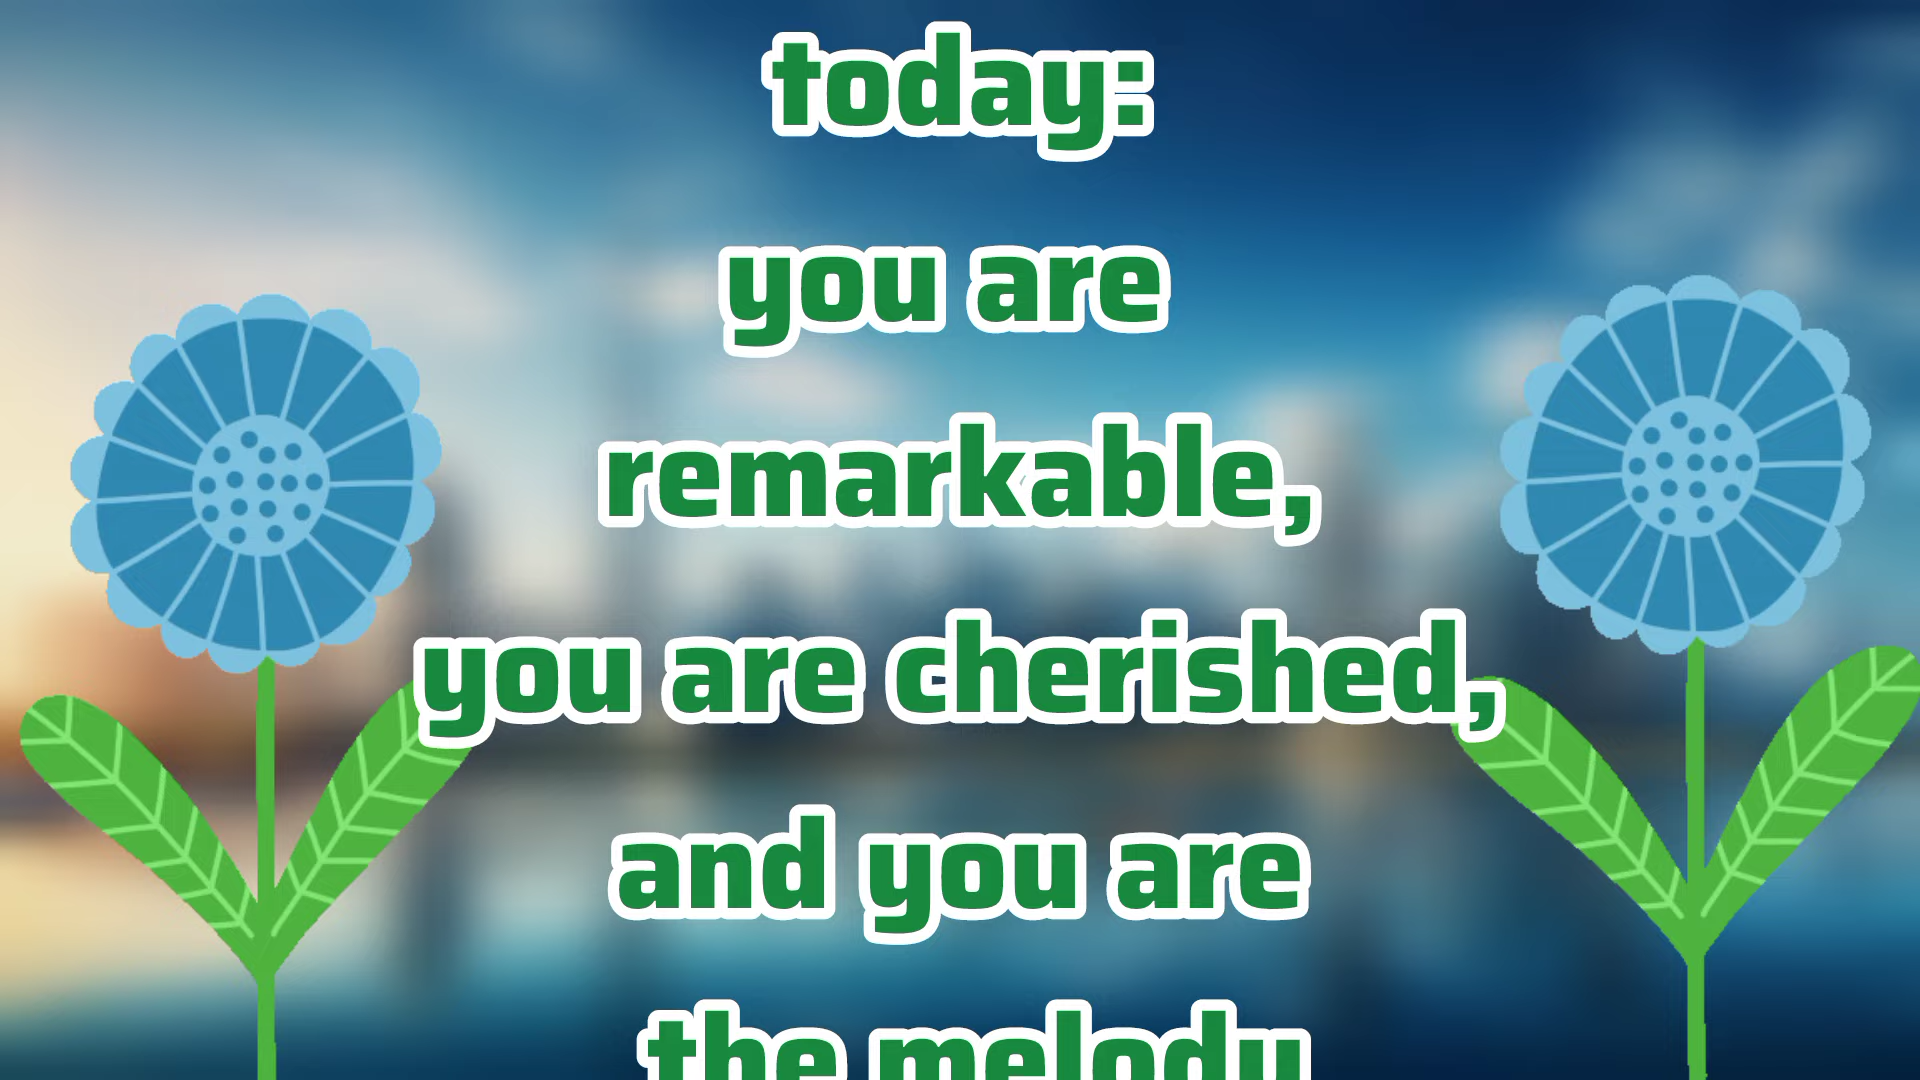 today:
you are
remarkable,
you are cherished,
and you are
the melody